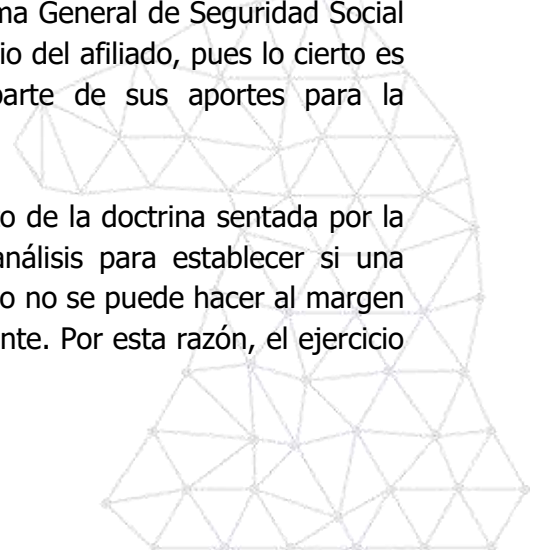 ma General de Seguridad Social
io del afiliado, pues lo cierto es
parte de sus aportes para la
o de la doctrina sentada por la
análisis para establecer si una
o no se puede hacer al margen
nte. Por esta razón, el ejercicio